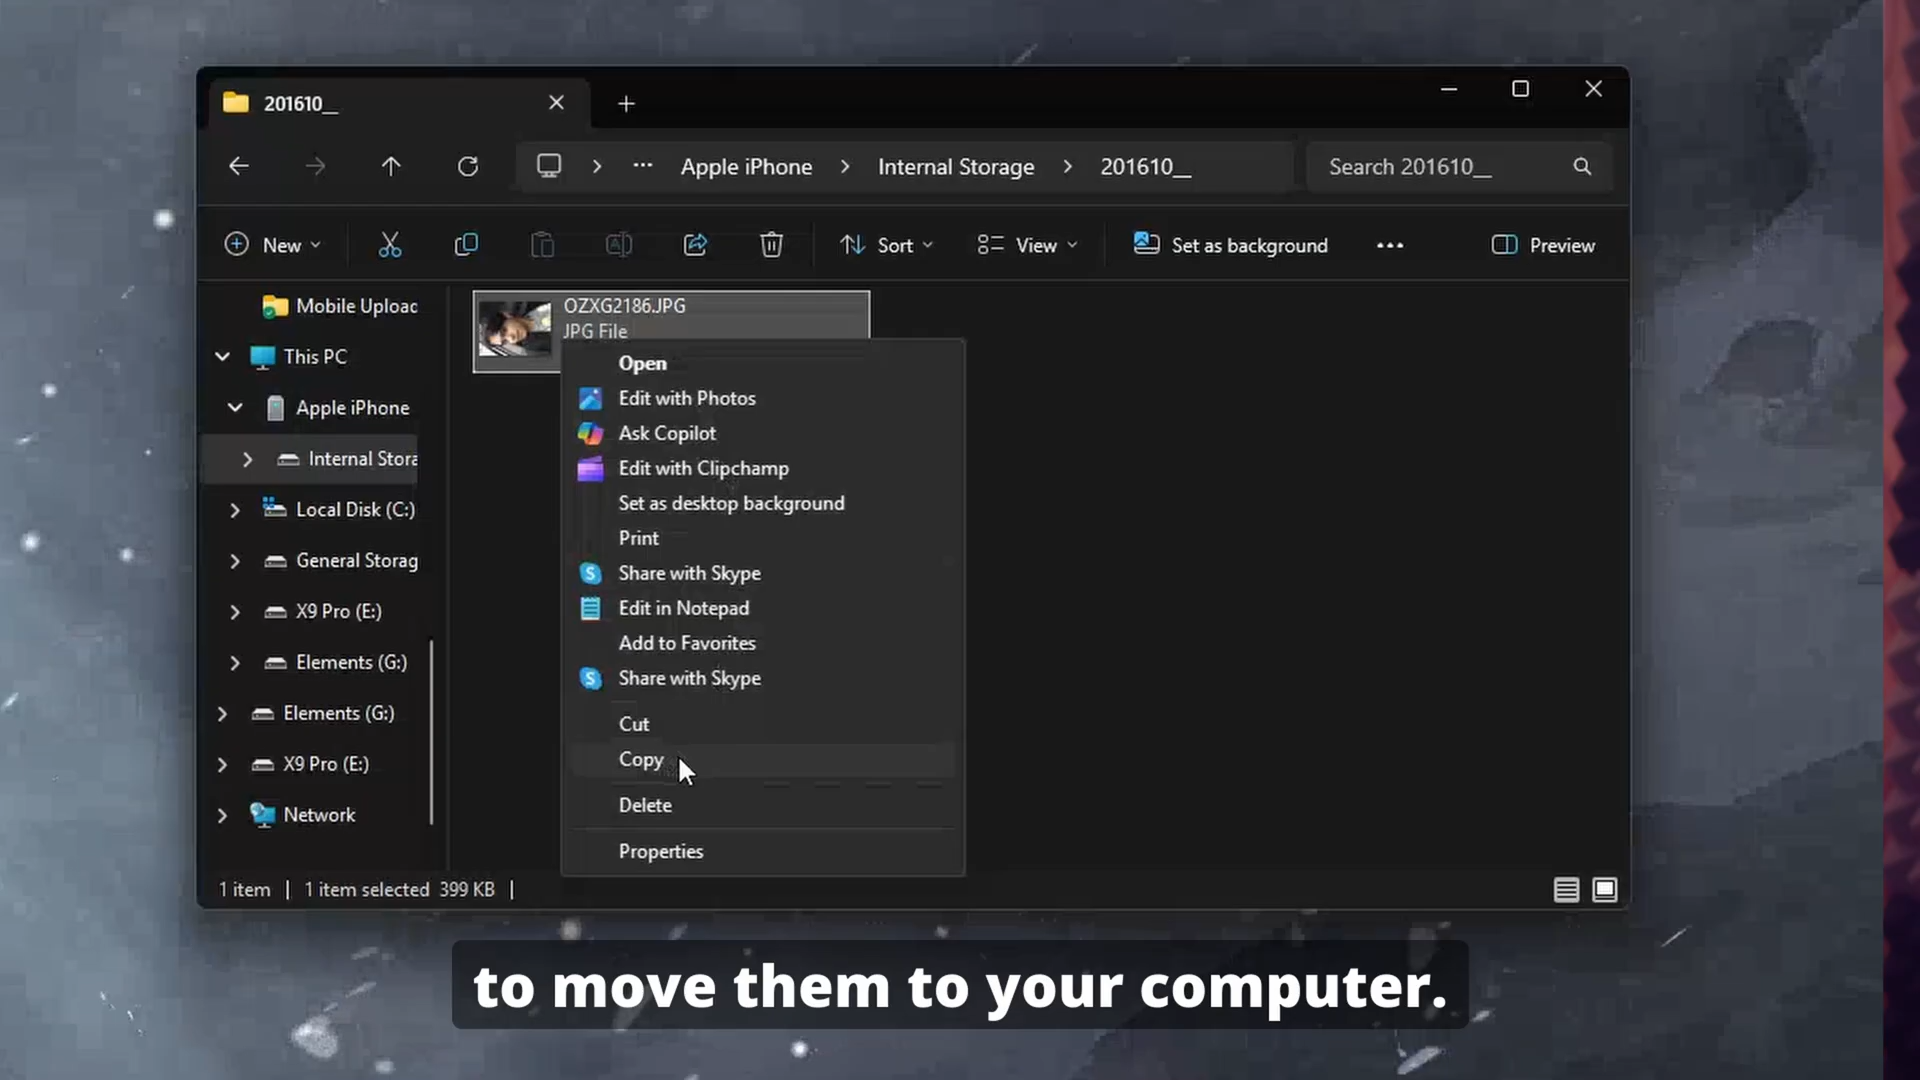 201610__
Apple iPhone
Internal Storage
201610__
Search 201610__
New
Sort
View
Set as background
Preview
Mobile Upload
This PC
Apple iPhone
Internal Stora
Local Disk (C:)
General Storag
X9 Pro (E:)
Elements (G:)
Elements (G:)
X9 Pro (E:)
Network
OZXG2186.JPG
JPG File
Open
Edit with Photos
Ask Copilot
Edit with Clipchamp
Set as desktop background
Print
Share with Skype
Edit in Notepad
Add to Favorites
Share with Skype
Cut
Copy
Delete
Properties
1 item | 1 item selected 399 KB |
to move them to your computer.